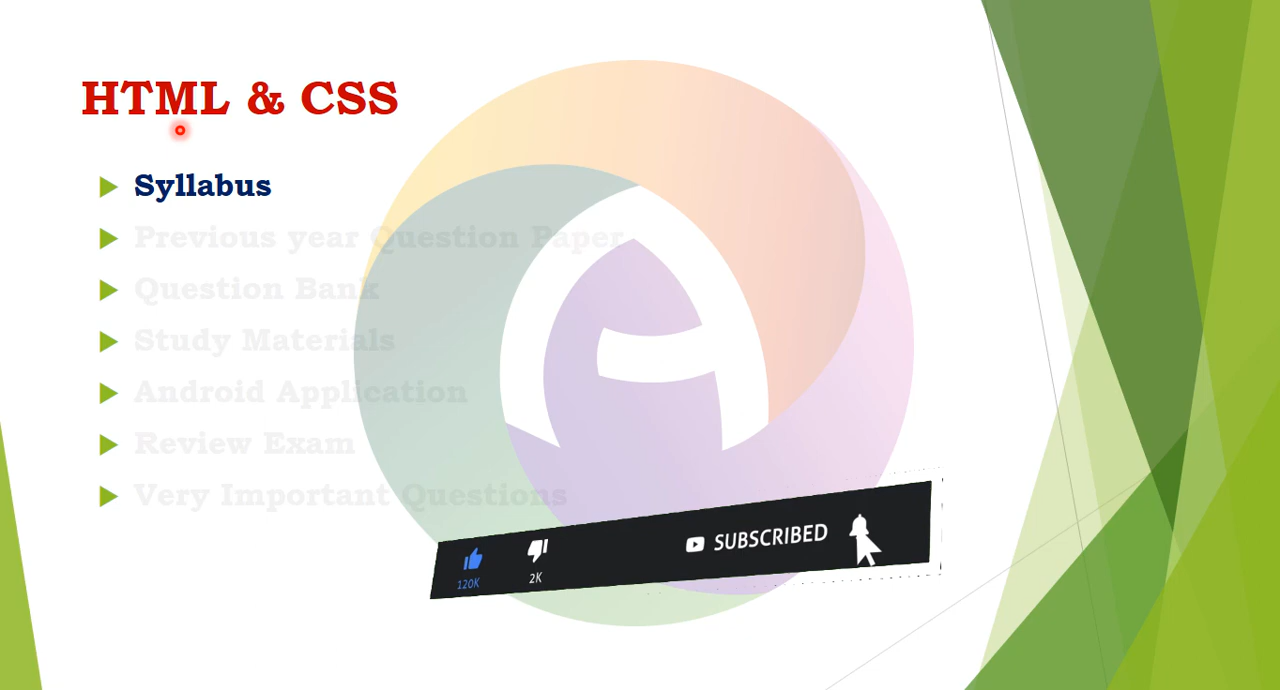 HTML & CSS
Syllabus
Previous year Question Paper
Question Bank
Study Materials
Android Application
Review Exam
Very Important Questions
120K
2K
SUBSCRIBED